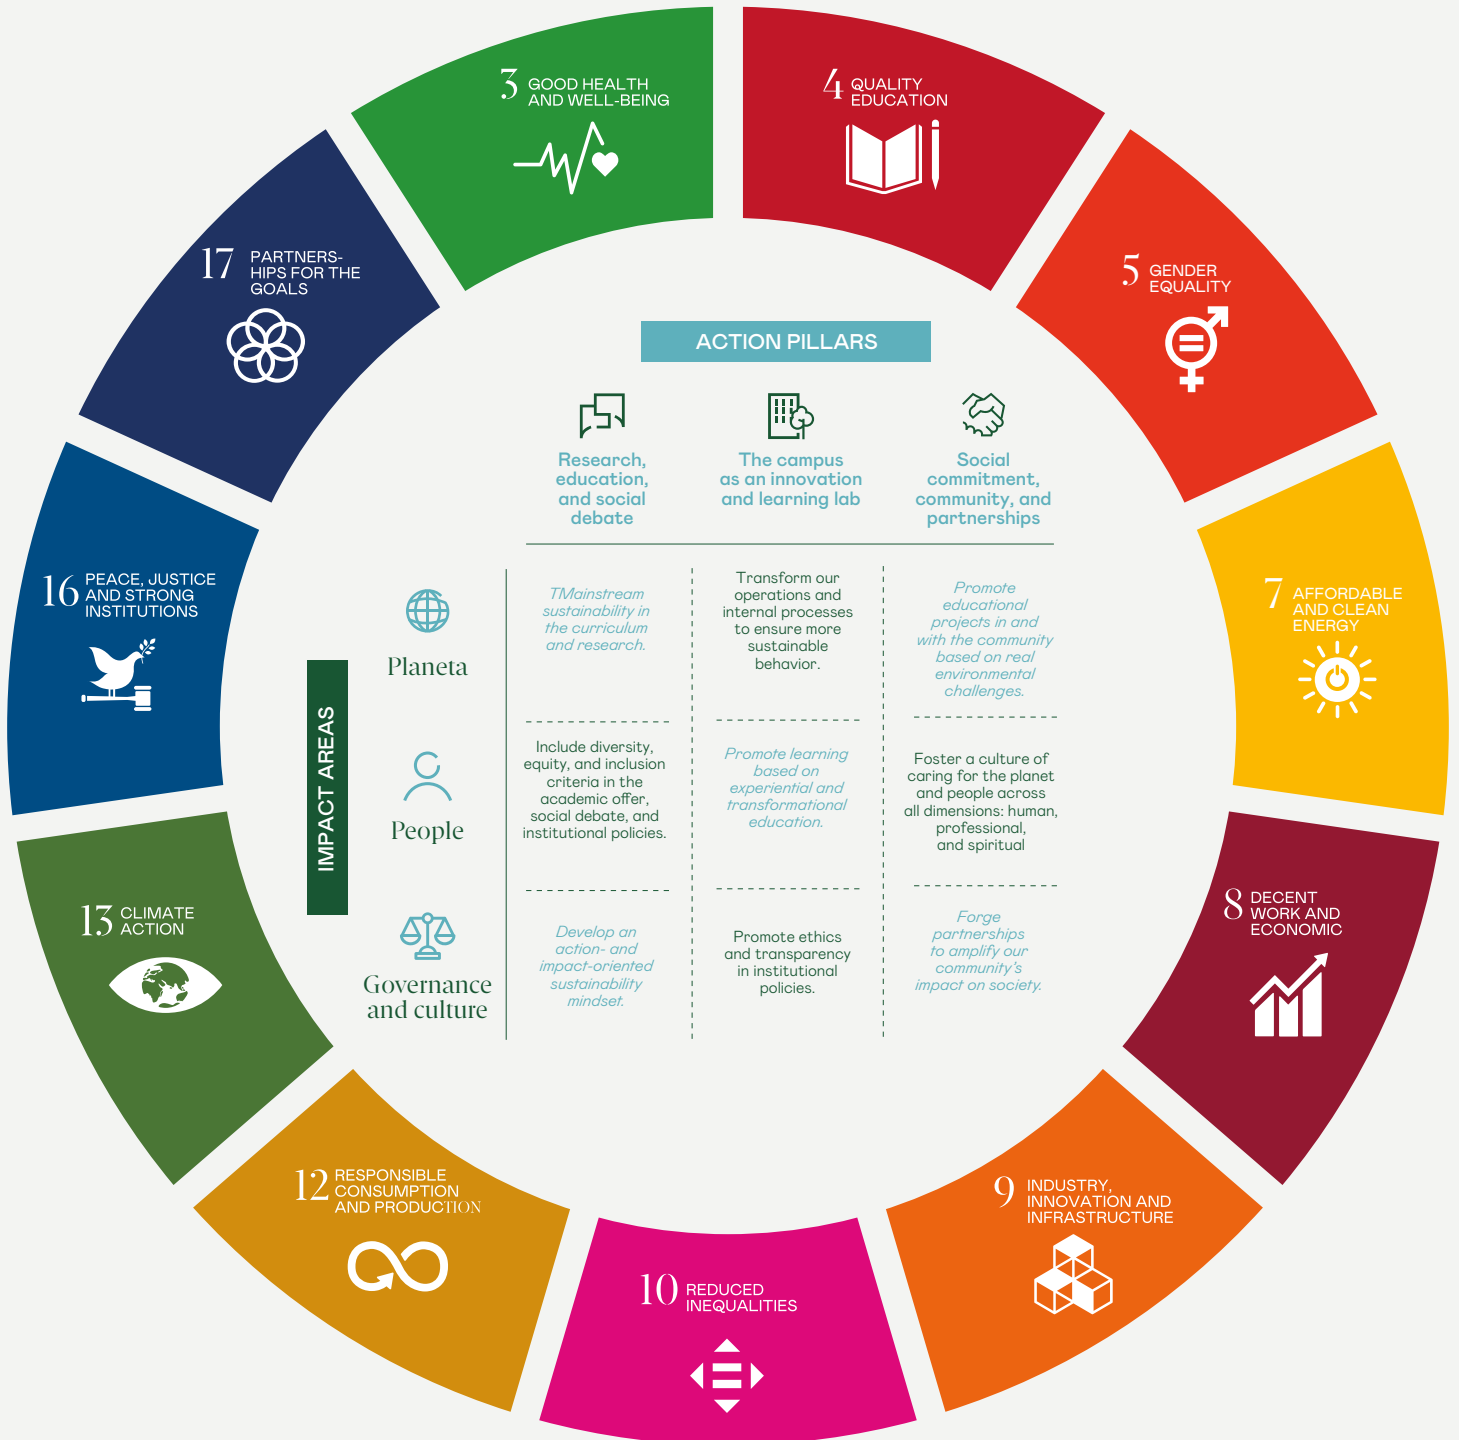 3 GOOD HEALTH
AND WELL-BEING
4 QUALITY
EDUCATION
5 GENDER
EQUALITY
7 AFFORDABLE
AND CLEAN
ENERGY
8 DECENT
WORK AND
ECONOMIC
9 INDUSTRY,
INNOVATION AND
INFRASTRUCTURE
10 REDUCED
INEQUALITIES
12 RESPONSIBLE
CONSUMPTION
AND PRODUCTION
13 CLIMATE
ACTION
16 PEACE, JUSTICE
AND STRONG
INSTITUTIONS
17 PARTNERS-
HIPS FOR THE
GOALS
ACTION PILLARS
Research,
education,
and social
debate
The campus
as an innovation
and learning lab
Social
commitment,
community, and
partnerships
IMPACT AREAS
Planeta
TMainstream
sustainability in
the curriculum
and research.
Transform our
operations and
internal processes
to ensure more
sustainable
behavior.
Promote
educational
projects in and
with the community
based on real
environmental
challenges.
People
Include diversity,
equity, and inclusion
criteria in the
academic offer,
social debate, and
institutional policies.
Promote learning
based on
experiential and
transformational
education.
Foster a culture of
caring for the planet
and people across
all dimensions: human,
professional,
and spiritual
Governance
and culture
Develop an
action- and
impact-oriented
sustainability
mindset.
Promote ethics
and transparency
in institutional
policies.
Forge
partnerships
to amplify our
community's
impact on society.